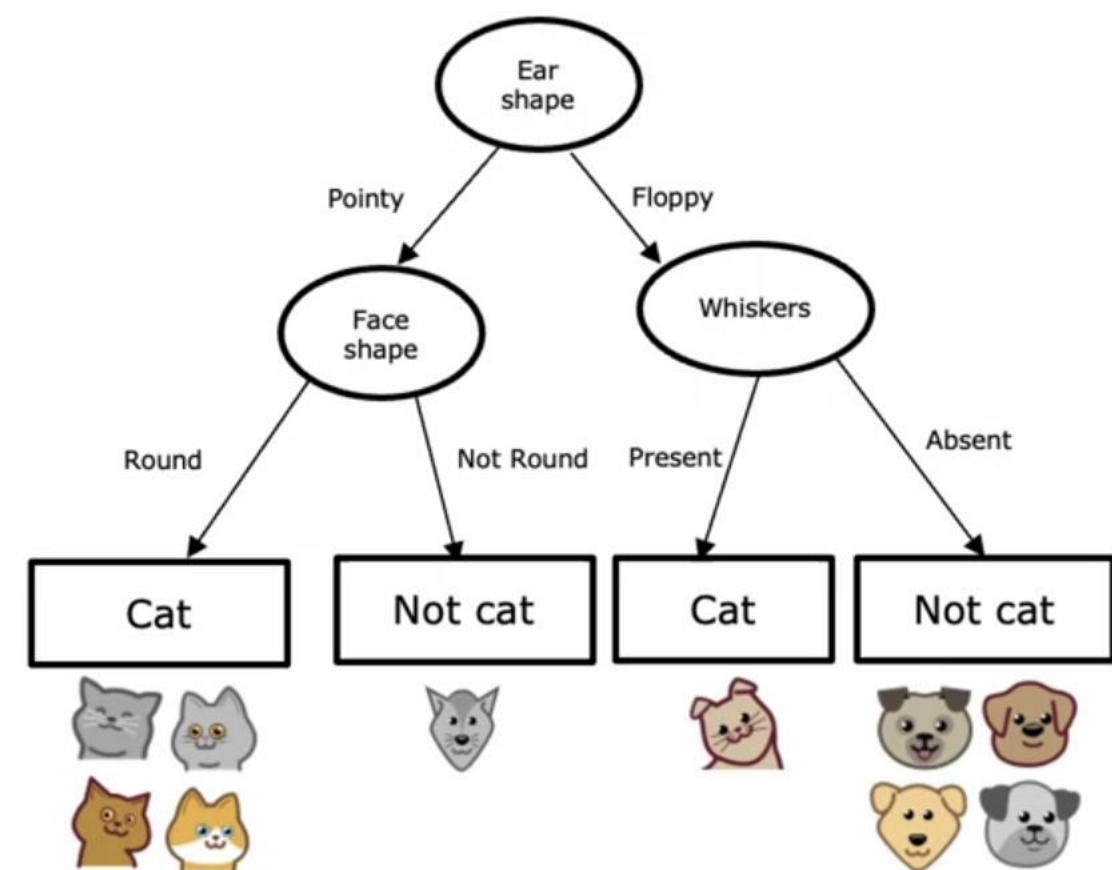 Ear
shape
Pointy
Floppy
Face
shape
Whiskers
Round
Not Round
Present
Absent
Cat
Not cat
Cat
Not cat